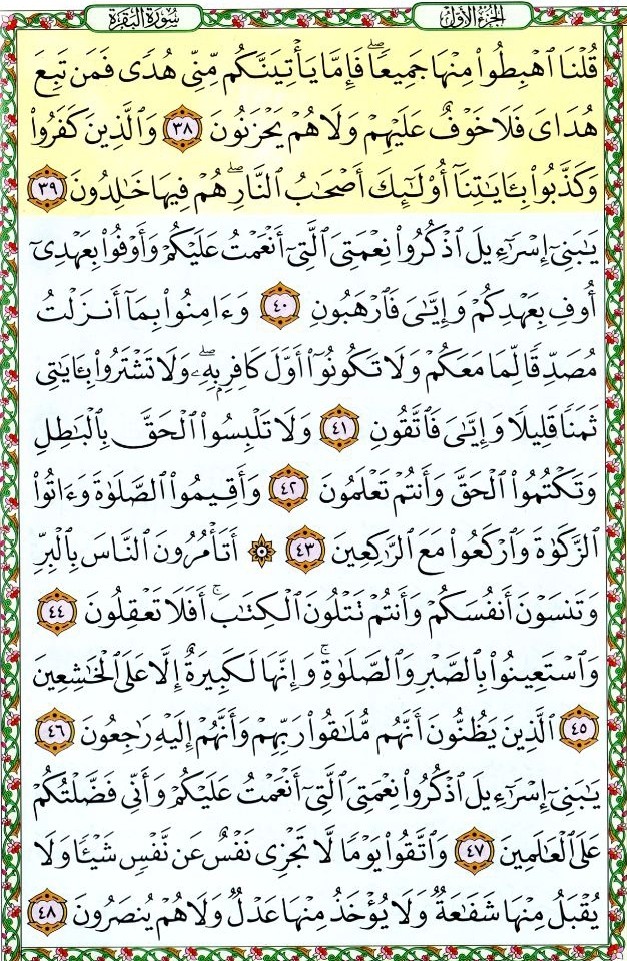 سورة البقرة الجزء الأول
قُلْنَا ٱهْبِطُوا۟ مِنْهَا جَمِيعًۭا ۖ فَإِمَّا يَأْتِيَنَّكُم مِّنِّى هُدًۭى فَمَن تَبِعَ
هُدَاىَ فَلَا خَوْفٌ عَلَيْهِمْ وَلَا هُمْ يَحْزَنُونَ ٣٨ وَٱلَّذِينَ كَفَرُوا۟
وَكَذَّبُوا۟ بِـَٔايَـٰتِنَآ أُو۟لَـٰٓئِكَ أَصْحَـٰبُ ٱلنَّارِ ۖ هُمْ فِيهَا خَـٰلِدُونَ ٣٩
يَـٰبَنِىٓ إِسْرَٰٓءِيلَ ٱذْكُرُوا۟ نِعْمَتِىَ ٱلَّتِىٓ أَنْعَمْتُ عَلَيْكُمْ وَأَوْفُوا۟ بِعَهْدِىٓ
أُوفِ بِعَهْدِكُمْ وَإِيَّـٰىَ فَٱرْهَبُونِ ٤٠ وَءَامِنُوا۟ بِمَآ أَنزَلْتُ
مُصَدِّقًۭا لِّمَا مَعَكُمْ وَلَا تَكُونُوٓا۟ أَوَّلَ كَافِرٍۭ بِهِۦ ۖ وَلَا تَشْتَرُوا۟ بِـَٔايَـٰتِى
ثَمَنًۭا قَلِيلًۭا وَإِيَّـٰىَ فَٱتَّقُونِ ٤١ وَلَا تَلْبِسُوا۟ ٱلْحَقَّ بِٱلْبَـٰطِلِ
وَتَكْتُمُوا۟ ٱلْحَقَّ وَأَنتُمْ تَعْلَمُونَ ٤٢ وَأَقِيمُوا۟ ٱلصَّلَوٰةَ وَءَاتُوا۟
ٱلزَّكَوٰةَ وَٱرْكَعُوا۟ مَعَ ٱلرَّٰكِعِينَ ٤٣ ۞ أَتَأْمُرُونَ ٱلنَّاسَ بِٱلْبِرِّ
وَتَنسَوْنَ أَنفُسَكُمْ وَأَنتُمْ تَتْلُونَ ٱلْكِتَـٰبَ ۚ أَفَلَا تَعْقِلُونَ ٤٤
وَٱسْتَعِينُوا۟ بِٱلصَّبْرِ وَٱلصَّلَوٰةِ ۚ وَإِنَّهَا لَكَبِيرَةٌ إِلَّا عَلَى ٱلْخَـٰشِعِينَ
٤٥ ٱلَّذِينَ يَظُنُّونَ أَنَّهُم مُّلَـٰقُوا۟ رَبِّهِمْ وَأَنَّهُمْ إِلَيْهِ رَٰجِعُونَ ٤٦
يَـٰبَنِىٓ إِسْرَٰٓءِيلَ ٱذْكُرُوا۟ نِعْمَتِىَ ٱلَّتِىٓ أَنْعَمْتُ عَلَيْكُمْ وَأَنِّى فَضَّلْتُكُمْ
عَلَى ٱلْعَـٰلَمِينَ ٤٧ وَٱتَّقُوا۟ يَوْمًۭا لَّا تَجْزِى نَفْسٌ عَن نَّفْسٍۢ شَيْـًۭٔا وَلَا
يُقْبَلُ مِنْهَا شَفَـٰعَةٌۭ وَلَا يُؤْخَذُ مِنْهَا عَدْلٌۭ وَلَا هُمْ يُنصَرُونَ ٤٨